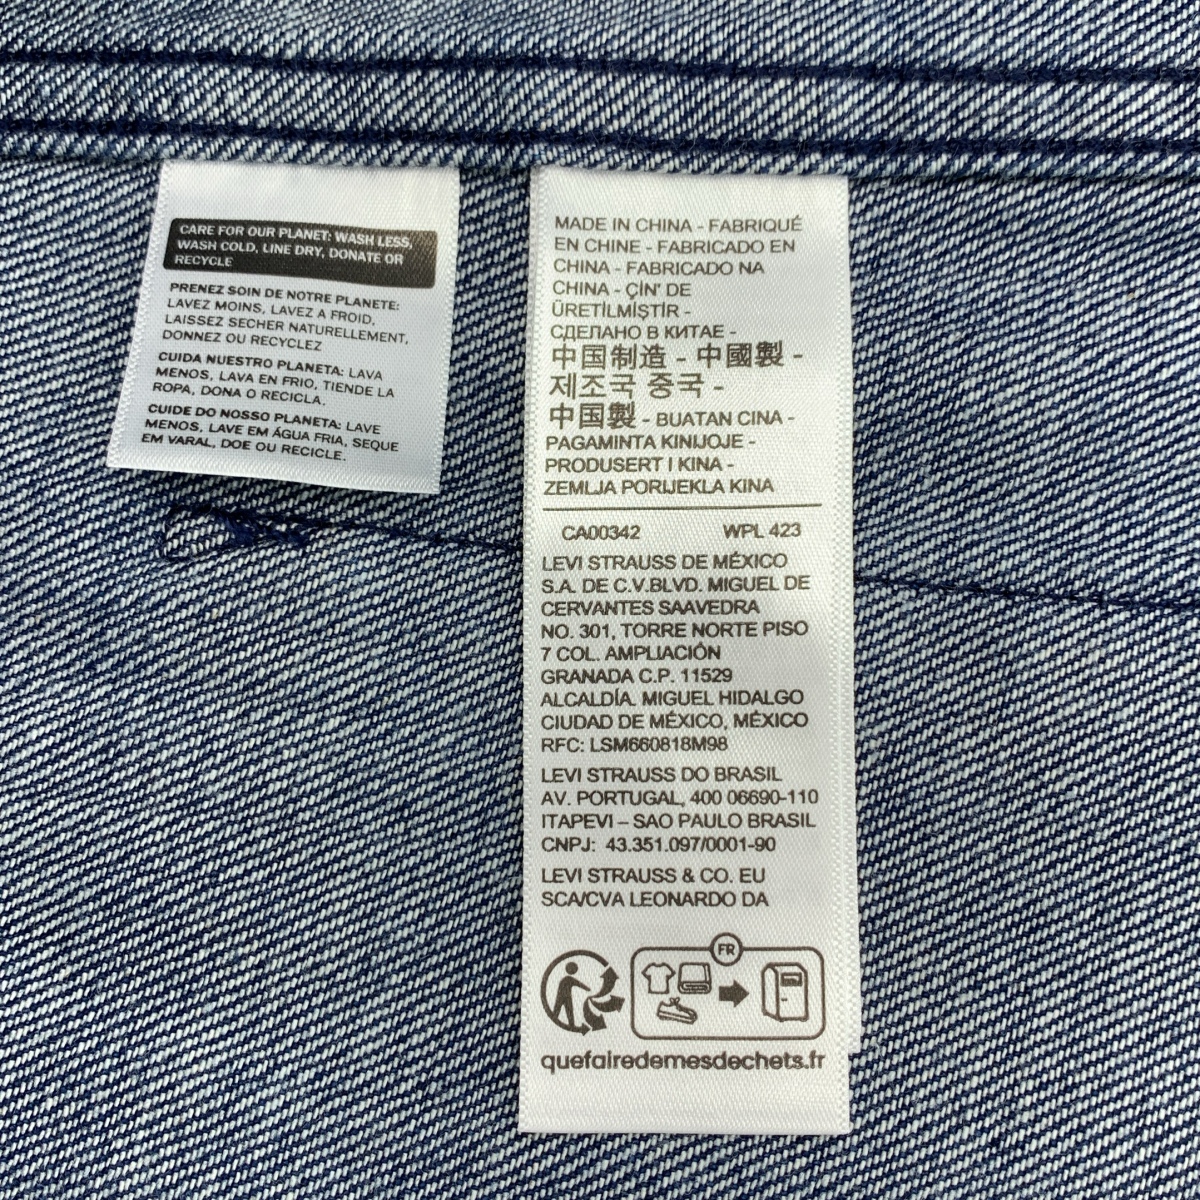 CARE FOR OUR PLANET: WASH LESS,
WASH COLD, LINE DRY, DONATE OR
RECYCLE
PRENEZ SOIN DE NOTRE PLANETE:
LAVEZ MOINS, LAVEZ A FROID,
LAISSEZ SECHER NATURELLEMENT,
DONNEZ OU RECYCLEZ
CUIDA NUESTRO PLANETA: LAVA
MENOS, LAVA EN FRIO, TIENDE LA
ROPA, DONA O RECICLA.
CUIDE DO NOSSO PLANETA: LAVE
MENOS, LAVE EM ÁGUA FRIA, SEQUE
EM VARAL, DOE OU RECICLE.
MADE IN CHINA - FABRIQUÉ
EN CHINE - FABRICADO EN
CHINA - FABRICADO NA
CHINA - ÇİN' DE
ÜRETİLMİŞTİR -
СДЕЛАНО В КИТАЕ -
中国制造 - 中國製 -
제조국 중국 -
中国製 - BUATAN CINA -
PAGAMINTA KINIJOJE -
PRODUSERT I KINA -
ZEMLJA PORIJEKLA KINA
CA00342 WPL 423
LEVI STRAUSS DE MÉXICO
S.A. DE C.V.BLVD. MIGUEL DE
CERVANTES SAAVEDRA
NO. 301, TORRE NORTE PISO
7 COL. AMPLIACIÓN
GRANADA C.P. 11529
ALCALDÍA. MIGUEL HIDALGO
CIUDAD DE MÉXICO, MÉXICO
RFC: LSM660818M98
LEVI STRAUSS DO BRASIL
AV. PORTUGAL, 400 06690-110
ITAPEVI – SAO PAULO BRASIL
CNPJ: 43.351.097/0001-90
LEVI STRAUSS & CO. EU
SCA/CVA LEONARDO DA
FR
quefairedemesdechets.fr